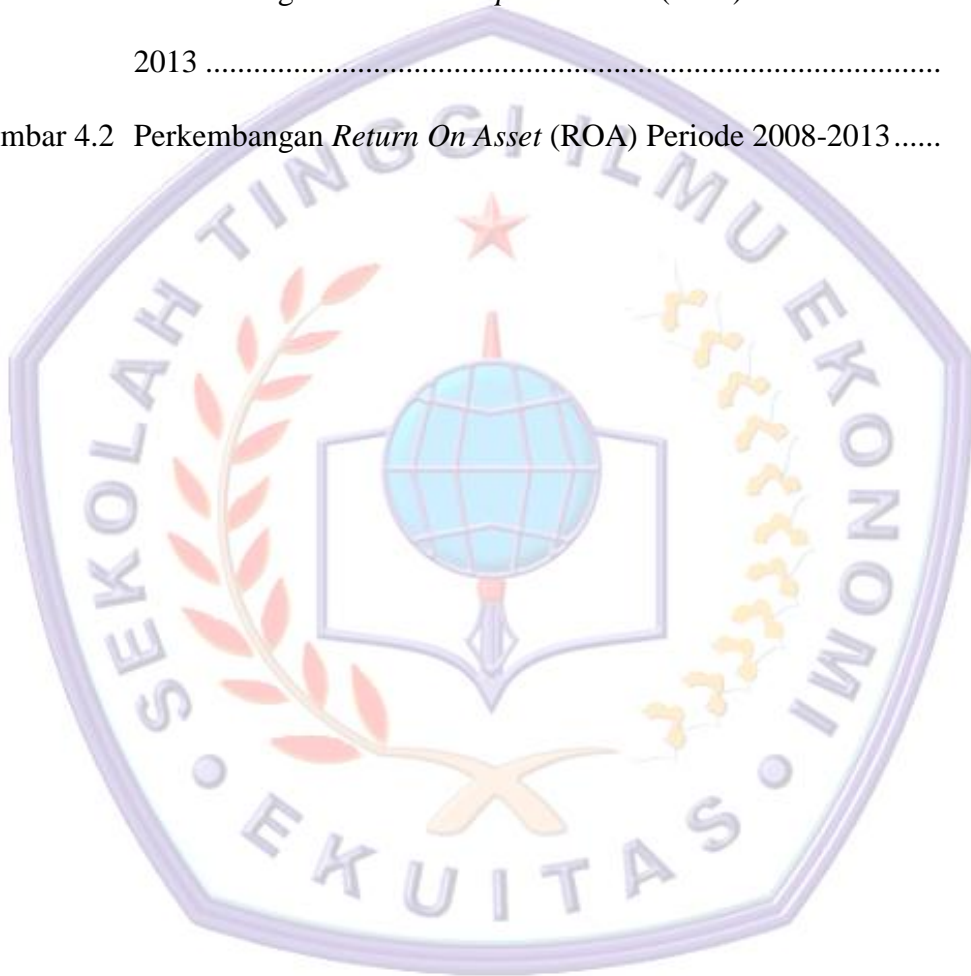 2013 ............................................................................................
mbar 4.2 Perkembangan Return On Asset (ROA) Periode 2008-2013 ......
SEKOLAH TINGGI ILMU EKONOMI
• EKUITAS •